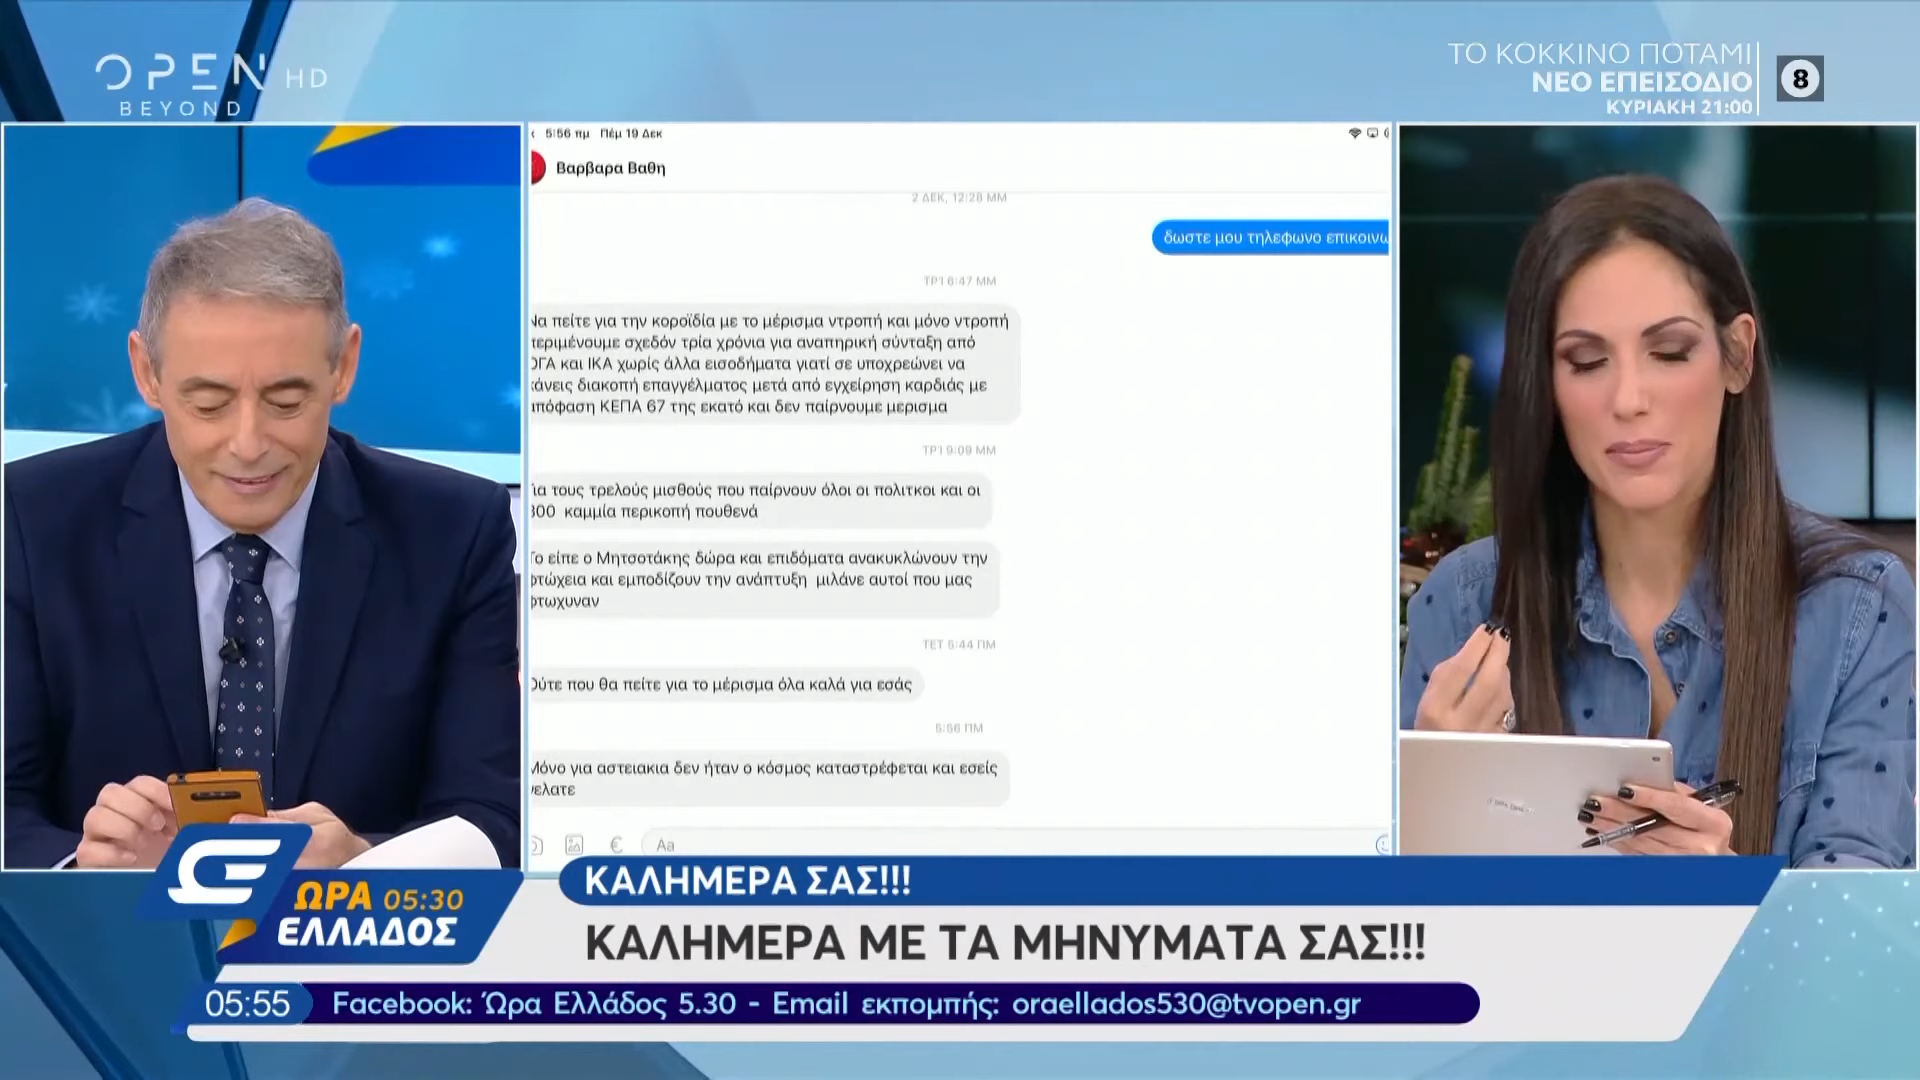 OPEN HD
BEYOND
ΤΟ ΚΟΚΚΙΝΟ ΠΟΤΑΜΙ
ΝΕΟ ΕΠΕΙΣΟΔΙΟ
ΚΥΡΙΑΚΗ 21:00
8
5:56 πμ Πέμ 19 Δεκ
Βαρβαρα Βαθη
2 ΔΕΚ, 12:28 ΜΜ
δωστε μου τηλεφωνο επικοινω
ΤΡΊ 6:47 ΜΜ
Να πείτε για την κοροϊδία με το μέρισμα ντροπή και μόνο ντροπή
περιμένουμε σχεδόν τρία χρόνια για αναπηρική σύνταξη από
ΟΓΑ και ΙΚΑ χωρίς άλλα εισοδήματα γιατί σε υποχρεώνει να
κάνεις διακοπή επαγγέλματος μετά από εγχείρηση καρδιάς με
απόφαση ΚΕΠΑ 67 της εκατό και δεν παίρνουμε μερισμα
ΤΡΊ 9:09 ΜΜ
Για τους τρελούς μισθούς που παίρνουν όλοι οι πολιτκοι και οι
300 καμμία περικοπή πουθενά
Το είπε ο Μητσοτάκης δώρα και επιδόματα ανακυκλώνουν την
φτώχεια και εμποδίζουν την ανάπτυξη μιλάνε αυτοί που μας
φτωχυναν
ΤΕΤ 5:44 ΠΜ
Ούτε που θα πείτε για το μέρισμα όλα καλά για εσάς
5:56 ΠΜ
Μόνο για αστειακια δεν ήταν ο κόσμος καταστρέφεται και εσείς
γελατε
Aa
ΩΡΑ 05:30
ΕΛΛΑΔΟΣ
ΚΑΛΗΜΕΡΑ ΣΑΣ!!!
ΚΑΛΗΜΕΡΑ ΜΕ ΤΑ ΜΗΝΥΜΑΤΑ ΣΑΣ!!!
05:55 Facebook: Ώρα Ελλάδος 5.30 - Email εκπομπής: oraellados530@tvopen.gr